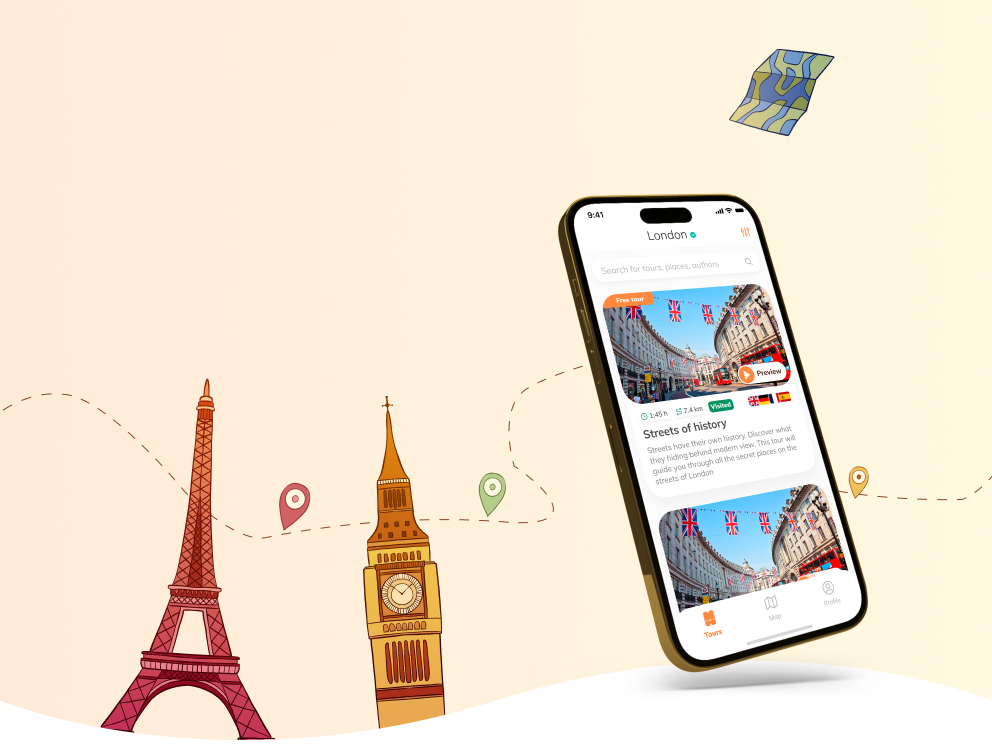 9:41
London
Search for tours, places, authors
Free tour
Preview
1:45 h 7.4 km Visited
Streets of history
Streets have their own history. Discover what
they hiding behind modern view. This tour will
guide you through all the secret places on the
streets of London
Tours Map Profile